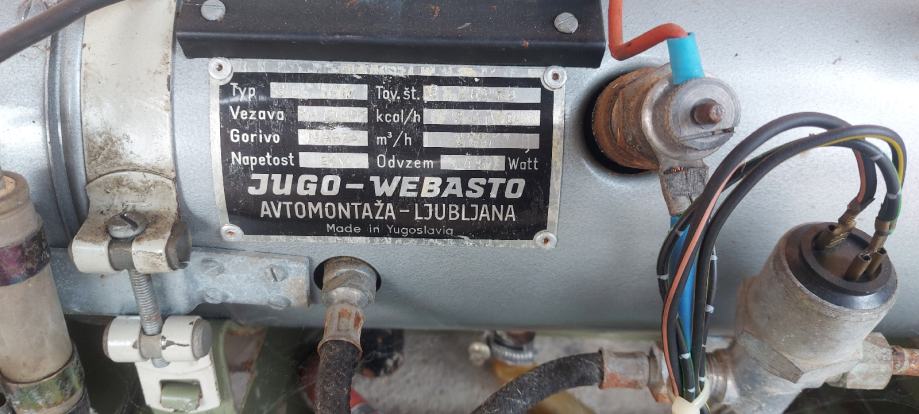 Typ Tov. št.
Vezava kcal/h
Gorivo m³/h
Napetost Odvzem Watt
JUGO-WEBASTO
AVTOMONTAŽA-LJUBLJANA
Made in Yugoslavia